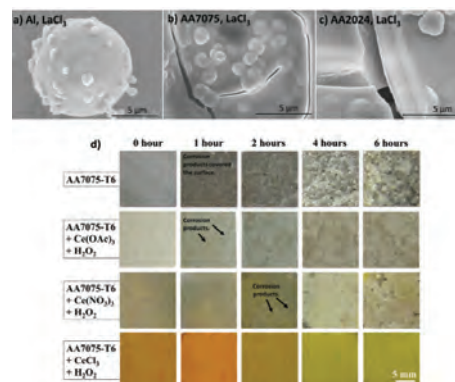 a) Al, LaCl₃
b) AA7075, LaCl₃
c) AA2024, LaCl₃
5 µm
5 µm
5 µm
d)
0 hour
1 hour
2 hours
4 hours
6 hours
AA7075-T6
Corrosion
products covered
the surface
AA7075-T6
+ Ce(OAc)₃
+ H₂O₂
Corrosion
products
AA7075-T6
+ Ce(NO₃)₃
+ H₂O₂
Corrosion
products
AA7075-T6
+ CeCl₃
+ H₂O₂
5 mm